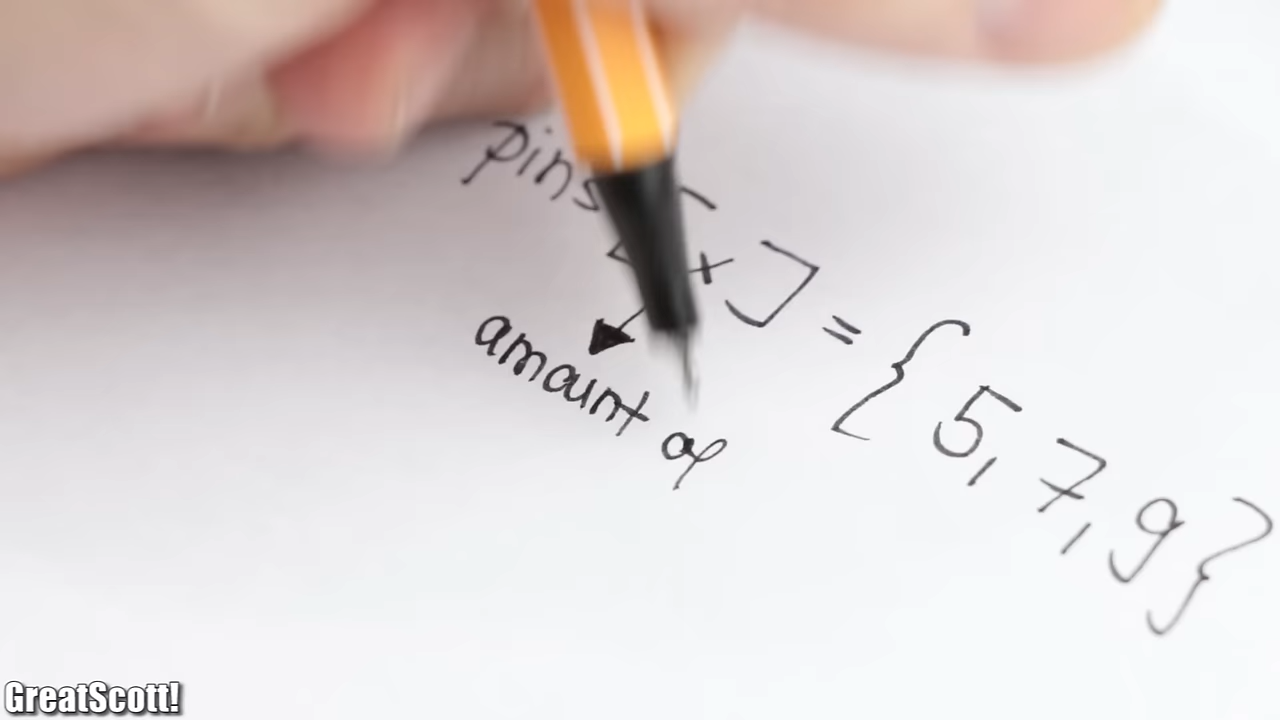 pins [x] = {5, 7, 9}
amount of
GreatScott!